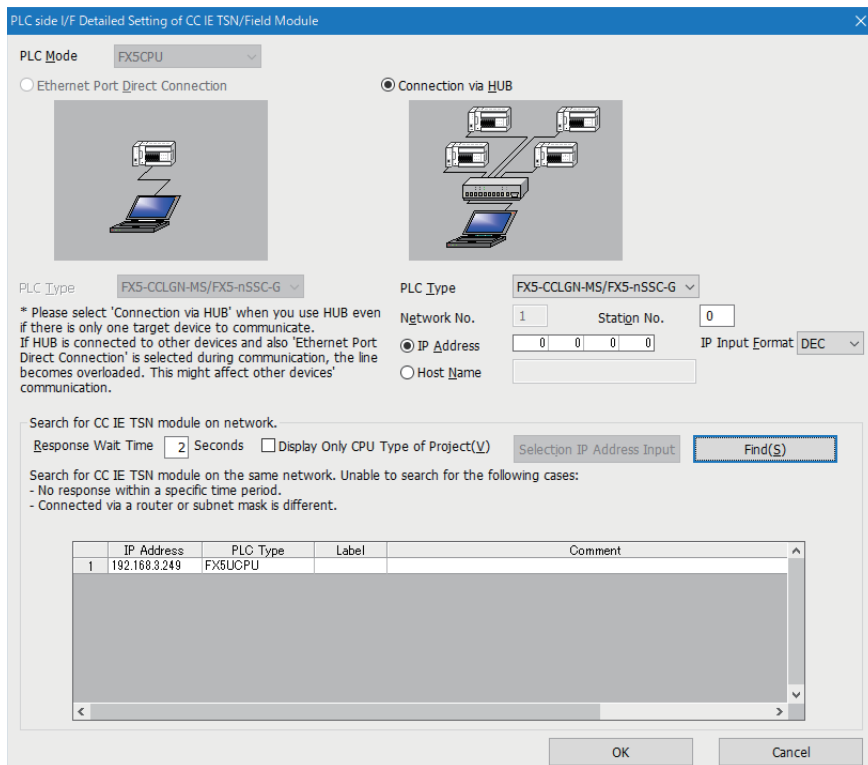 PLC side I/F Detailed Setting of CC IE TSN/Field Module
PLC Mode FX5CPU
Ethernet Port Direct Connection
Connection via HUB
PLC Type FX5-CCLGN-MS/FX5-nSSC-G
* Please select 'Connection via HUB' when you use HUB even
if there is only one target device to communicate.
If HUB is connected to other devices and also 'Ethernet Port
Direct Connection' is selected during communication, the line
becomes overloaded. This might affect other devices'
communication.
PLC Type FX5-CCLGN-MS/FX5-nSSC-G
Network No. 1 Station No. 0
IP Address 0 0 0 0 IP Input Format DEC
Host Name
Search for CC IE TSN module on network.
Response Wait Time 2 Seconds Display Only CPU Type of Project(V) Selection IP Address Input Find(S)
Search for CC IE TSN module on the same network. Unable to search for the following cases:
- No response within a specific time period.
- Connected via a router or subnet mask is different.
IP Address PLC Type Label Comment
1 192.168.3.249 FX5UCPU
OK Cancel